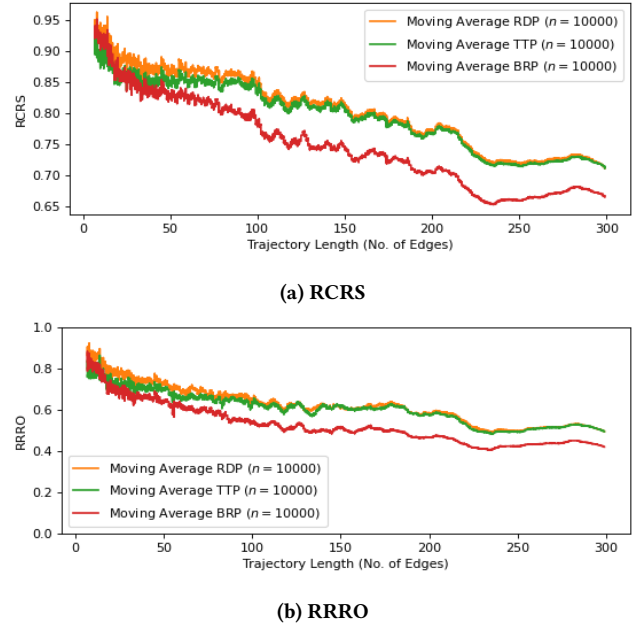 0.95
0.90
0.85
0.80
0.75
0.70
0.65
RCRS
Moving Average RDP (n = 10000)
Moving Average TTP (n = 10000)
Moving Average BRP (n = 10000)
0 50 100 150 200 250 300
Trajectory Length (No. of Edges)
(a) RCRS
1.0
0.8
0.6
0.4
0.2
0.0
RRRO
Moving Average RDP (n = 10000)
Moving Average TTP (n = 10000)
Moving Average BRP (n = 10000)
0 50 100 150 200 250 300
Trajectory Length (No. of Edges)
(b) RRRO